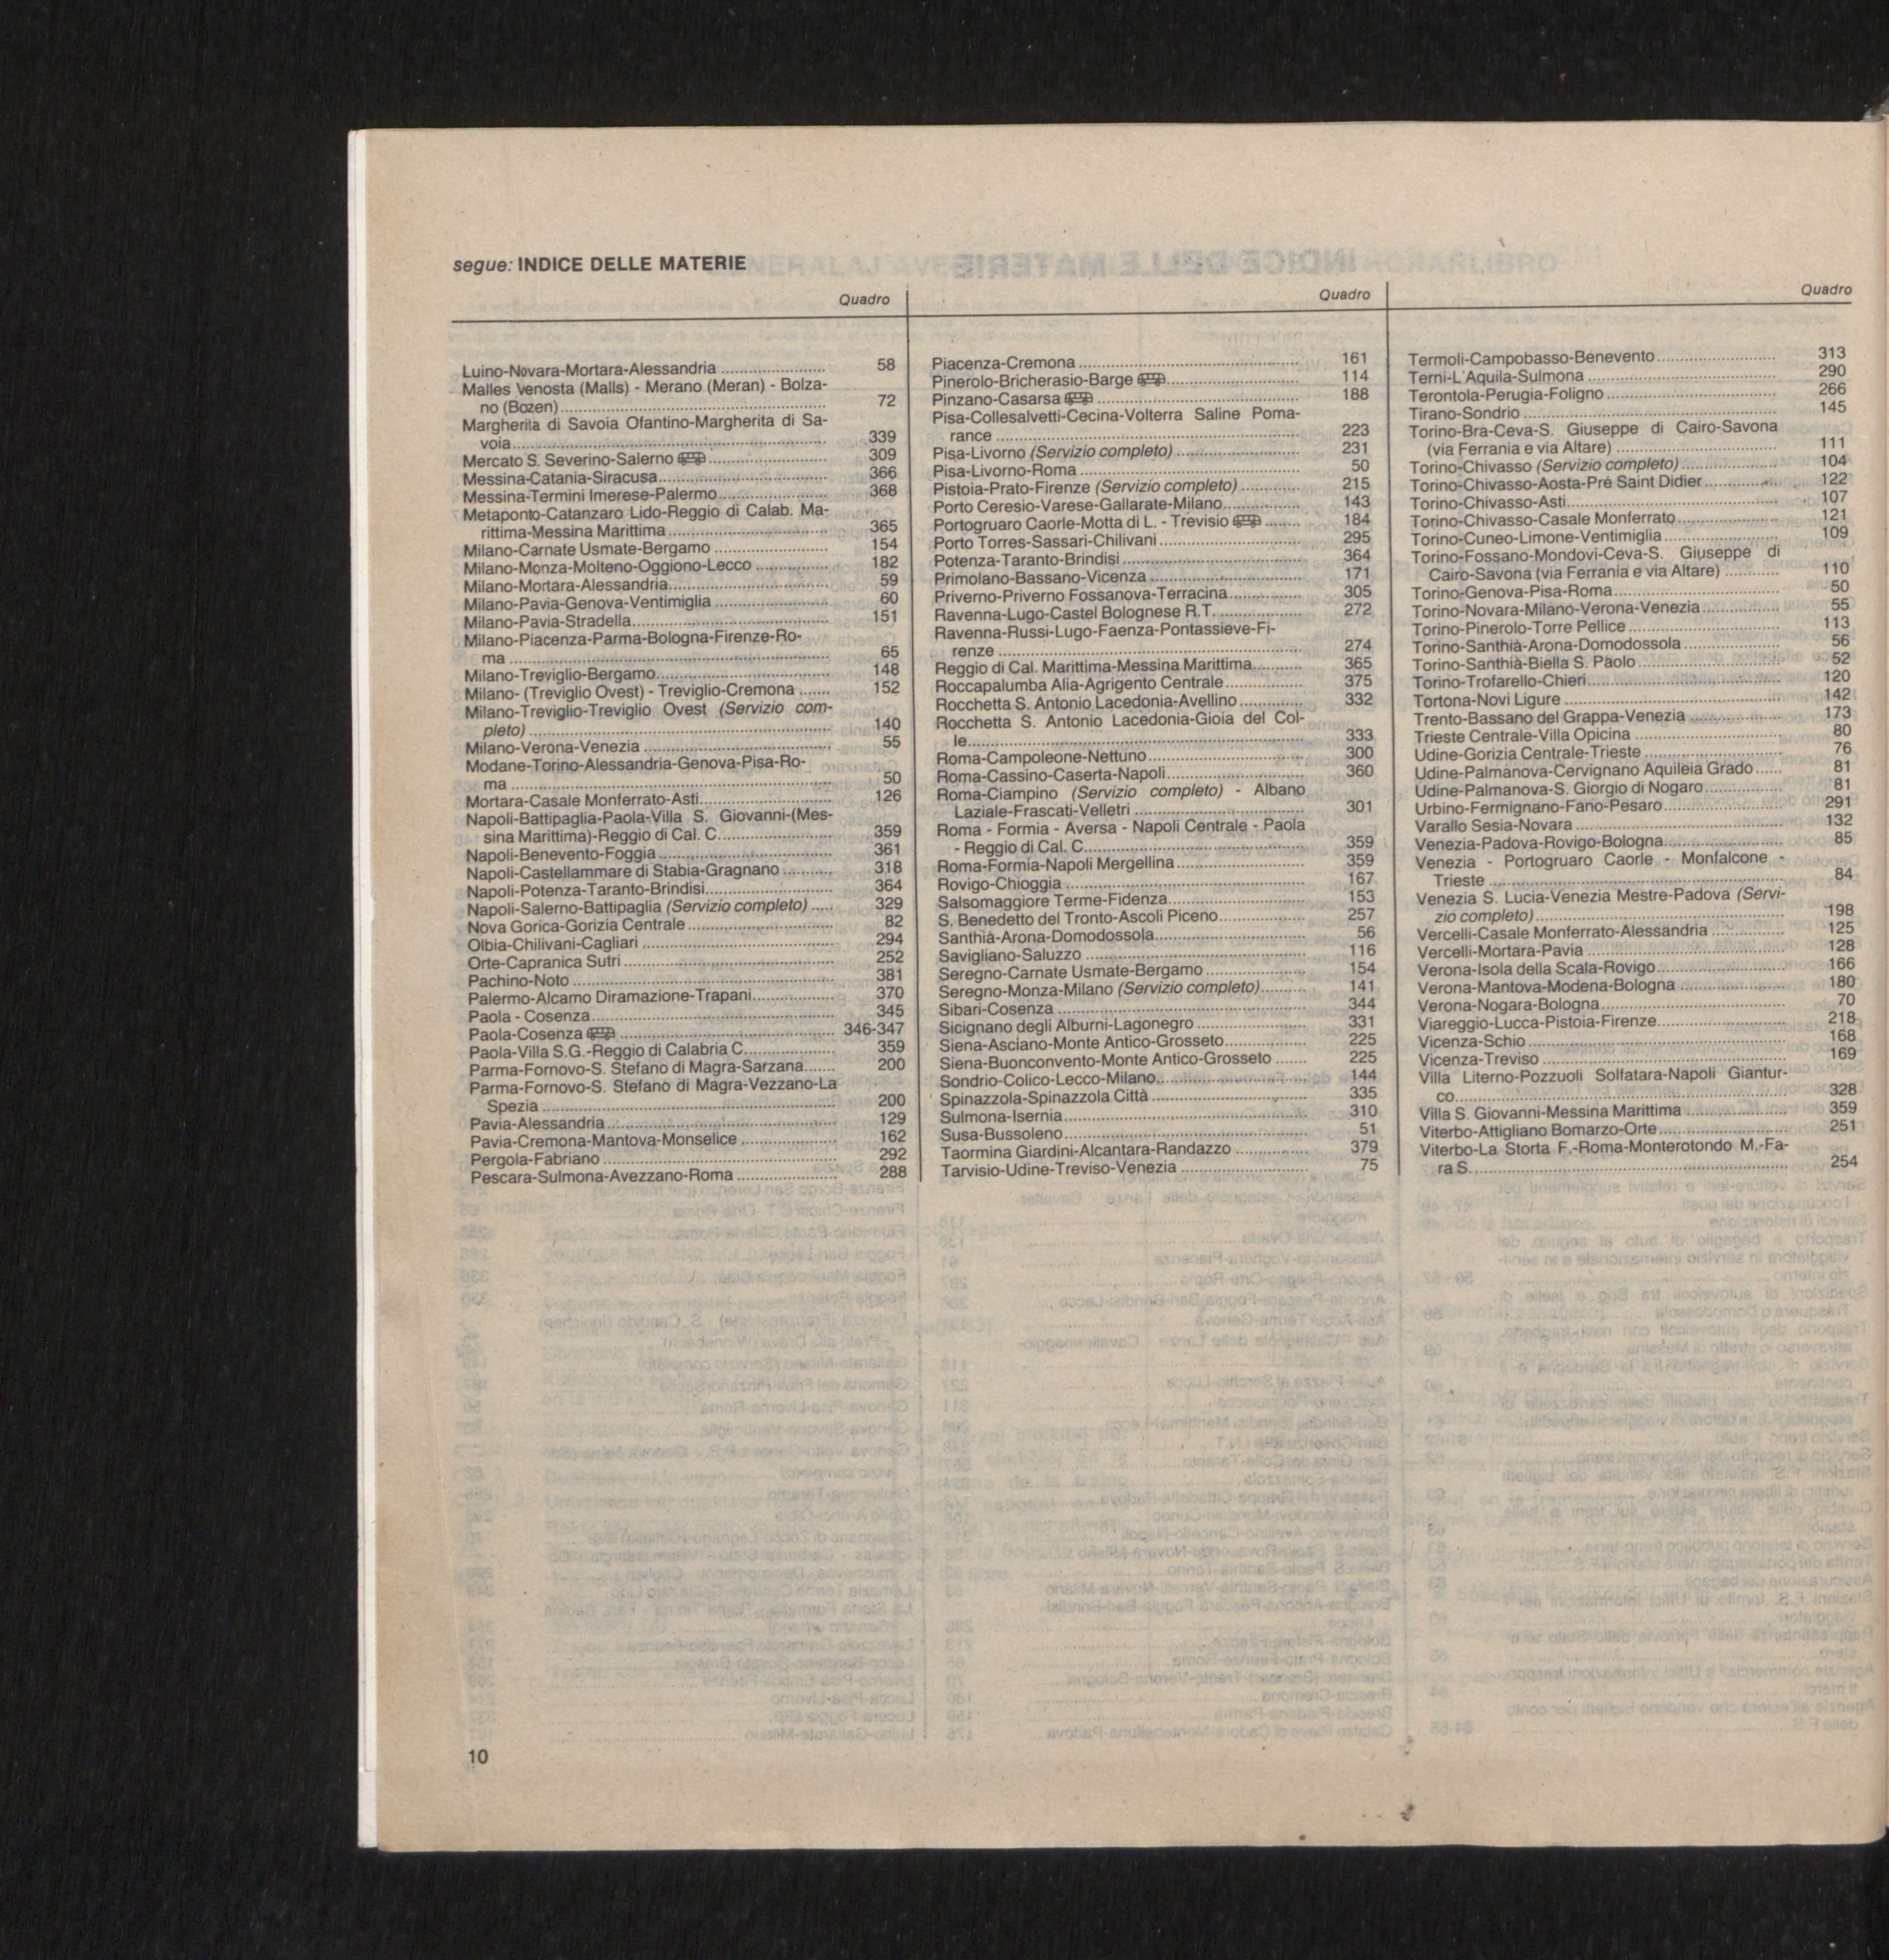 segue: INDICE DELLE MATERIE
Quadro
Luino-Novara-Mortara-Alessandria ........ 58
Malles Venosta (Malls) - Merano (Meran) - Bolza-
no (Bozen) ........ 72
Margherita di Savoia Ofantino-Margherita di Sa-
voia ........ 339
Mercato S. Severino-Salerno ........ 309
Messina-Catania-Siracusa ........ 366
Messina-Termini Imerese-Palermo ........ 368
Metaponto-Catanzaro Lido-Reggio di Calab. Ma-
rittima-Messina Marittima ........ 365
Milano-Carnate Usmate-Bergamo ........ 154
Milano-Monza-Molteno-Oggiono-Lecco ........ 182
Milano-Mortara-Alessandria ........ 59
Milano-Pavia-Genova-Ventimiglia ........ 60
Milano-Pavia-Stradella ........ 151
Milano-Piacenza-Parma-Bologna-Firenze-Ro-
ma ........ 65
Milano-Treviglio-Bergamo ........ 148
Milano- (Treviglio Ovest) - Treviglio-Cremona ........ 152
Milano-Treviglio-Treviglio Ovest (Servizio com-
pleto) ........ 140
Milano-Verona-Venezia ........ 55
Modane-Torino-Alessandria-Genova-Pisa-Ro-
ma ........ 50
Mortara-Casale Monferrato-Asti ........ 126
Napoli-Battipaglia-Paola-Villa S. Giovanni-(Mes-
sina Marittima)-Reggio di Cal. C. ........ 359
Napoli-Benevento-Foggia ........ 361
Napoli-Castellammare di Stabia-Gragnano ........ 318
Napoli-Potenza-Taranto-Brindisi ........ 364
Napoli-Salerno-Battipaglia (Servizio completo) ........ 329
Nova Gorica-Gorizia Centrale ........ 82
Olbia-Chilivani-Cagliari ........ 294
Orte-Capranica Sutri ........ 252
Pachino-Noto ........ 381
Palermo-Alcamo Diramazione-Trapani ........ 370
Paola - Cosenza ........ 345
Paola-Cosenza ........ 346-347
Paola-Villa S.G.-Reggio di Calabria C. ........ 359
Parma-Fornovo-S. Stefano di Magra-Sarzana ........ 200
Parma-Fornovo-S. Stefano di Magra-Vezzano-La
Spezia ........ 200
Pavia-Alessandria ........ 129
Pavia-Cremona-Mantova-Monselice ........ 162
Pergola-Fabriano ........ 292
Pescara-Sulmona-Avezzano-Roma ........ 288
Quadro
Piacenza-Cremona ........ 161
Pinerolo-Bricherasio-Barge ........ 114
Pinzano-Casarsa ........ 188
Pisa-Collesalvetti-Cecina-Volterra Saline Poma-
rance ........ 223
Pisa-Livorno (Servizio completo) ........ 231
Pisa-Livorno-Roma ........ 50
Pistoia-Prato-Firenze (Servizio completo) ........ 215
Porto Ceresio-Varese-Gallarate-Milano ........ 143
Portogruaro Caorle-Motta di L. - Trevisio ........ 184
Porto Torres-Sassari-Chilivani ........ 295
Potenza-Taranto-Brindisi ........ 364
Primolano-Bassano-Vicenza ........ 171
Priverno-Priverno Fossanova-Terracina ........ 305
Ravenna-Lugo-Castel Bolognese R.T. ........ 272
Ravenna-Russi-Lugo-Faenza-Pontassieve-Fi-
renze ........ 274
Reggio di Cal. Marittima-Messina Marittima ........ 365
Roccapalumba Alia-Agrigento Centrale ........ 375
Rocchetta S. Antonio Lacedonia-Avellino ........ 332
Rocchetta S. Antonio Lacedonia-Gioia del Col-
le ........ 333
Roma-Campoleone-Nettuno ........ 300
Roma-Cassino-Caserta-Napoli ........ 360
Roma-Ciampino (Servizio completo) - Albano
Laziale-Frascati-Velletri ........ 301
Roma - Formia - Aversa - Napoli Centrale - Paola
- Reggio di Cal. C. ........ 359
Roma-Formia-Napoli Mergellina ........ 359
Rovigo-Chioggia ........ 167
Salsomaggiore Terme-Fidenza ........ 153
S. Benedetto del Tronto-Ascoli Piceno ........ 257
Santhià-Arona-Domodossola ........ 56
Savigliano-Saluzzo ........ 116
Seregno-Carnate Usmate-Bergamo ........ 154
Seregno-Monza-Milano (Servizio completo) ........ 141
Sibari-Cosenza ........ 344
Sicignano degli Alburni-Lagonegro ........ 331
Siena-Asciano-Monte Antico-Grosseto ........ 225
Siena-Buonconvento-Monte Antico-Grosseto ........ 225
Sondrio-Colico-Lecco-Milano ........ 144
Spinazzola-Spinazzola Città ........ 335
Sulmona-Isernia ........ 310
Susa-Bussoleno ........ 51
Taormina Giardini-Alcantara-Randazzo ........ 379
Tarvisio-Udine-Treviso-Venezia ........ 75
Quadro
Termoli-Campobasso-Benevento ........ 313
Terni-L'Aquila-Sulmona ........ 290
Terontola-Perugia-Foligno ........ 266
Tirano-Sondrio ........ 145
Torino-Bra-Ceva-S. Giuseppe di Cairo-Savona
(via Ferrania e via Altare) ........ 111
Torino-Chivasso (Servizio completo) ........ 104
Torino-Chivasso-Aosta-Pré Saint Didier ........ 122
Torino-Chivasso-Asti ........ 107
Torino-Chivasso-Casale Monferrato ........ 121
Torino-Cuneo-Limone-Ventimiglia ........ 109
Torino-Fossano-Mondovì-Ceva-S. Giuseppe di
Cairo-Savona (via Ferrania e via Altare) ........ 110
Torino-Genova-Pisa-Roma ........ 50
Torino-Novara-Milano-Verona-Venezia ........ 55
Torino-Pinerolo-Torre Pellice ........ 113
Torino-Santhià-Arona-Domodossola ........ 56
Torino-Santhià-Biella S. Paolo ........ 52
Torino-Trofarello-Chieri ........ 120
Tortona-Novi Ligure ........ 142
Trento-Bassano del Grappa-Venezia ........ 173
Trieste Centrale-Villa Opicina ........ 80
Udine-Gorizia Centrale-Trieste ........ 76
Udine-Palmanova-Cervignano Aquileia Grado ........ 81
Udine-Palmanova-S. Giorgio di Nogaro ........ 81
Urbino-Fermignano-Fano-Pesaro ........ 291
Varallo Sesia-Novara ........ 132
Venezia-Padova-Rovigo-Bologna ........ 85
Venezia - Portogruaro Caorle - Monfalcone -
Trieste ........ 84
Venezia S. Lucia-Venezia Mestre-Padova (Servi-
zio completo) ........ 198
Vercelli-Casale Monferrato-Alessandria ........ 125
Vercelli-Mortara-Pavia ........ 128
Verona-Isola della Scala-Rovigo ........ 166
Verona-Mantova-Modena-Bologna ........ 180
Verona-Nogara-Bologna ........ 70
Viareggio-Lucca-Pistoia-Firenze ........ 218
Vicenza-Schio ........ 168
Vicenza-Treviso ........ 169
Villa Literno-Pozzuoli Solfatara-Napoli Giantur-
co ........ 328
Villa S. Giovanni-Messina Marittima ........ 359
Viterbo-Attigliano Bomarzo-Orte ........ 251
Viterbo-La Storta F.-Roma-Monterotondo M.-Fa-
ra S. ........ 254
10